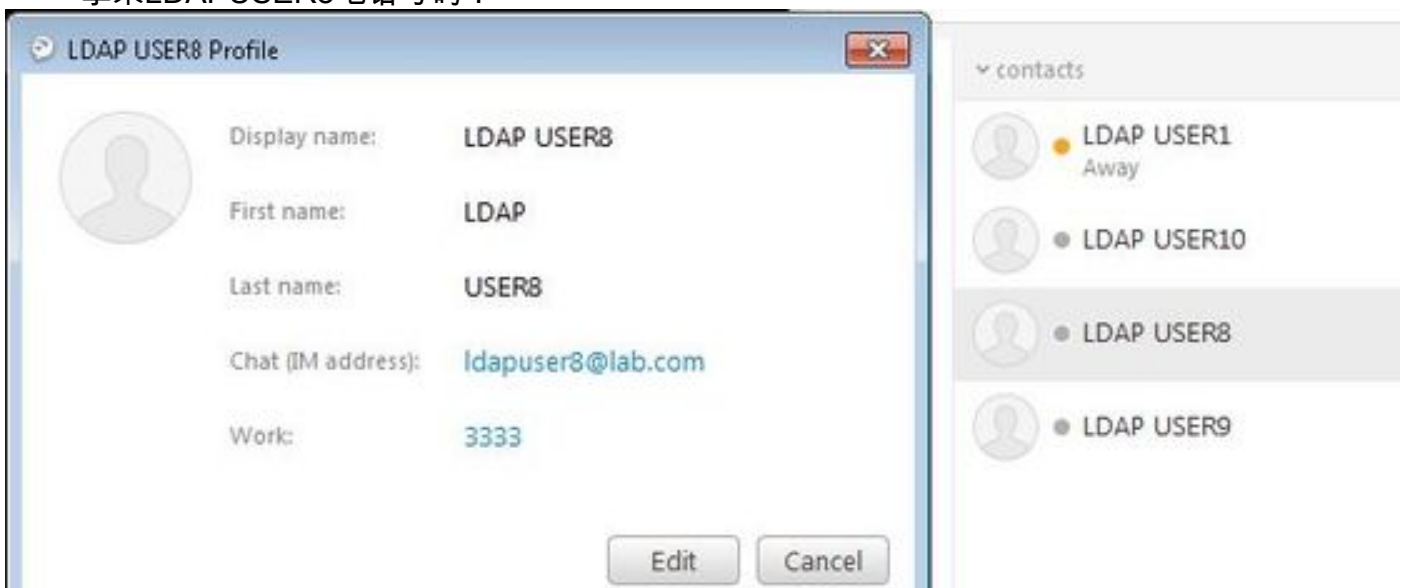 LDAP USER8 Profile
Display name: LDAP USER8
First name: LDAP
Last name: USER8
Chat (IM address): ldapuser8@lab.com
Work: 3333
Edit Cancel
contacts
LDAP USER1
Away
LDAP USER10
LDAP USER8
LDAP USER9